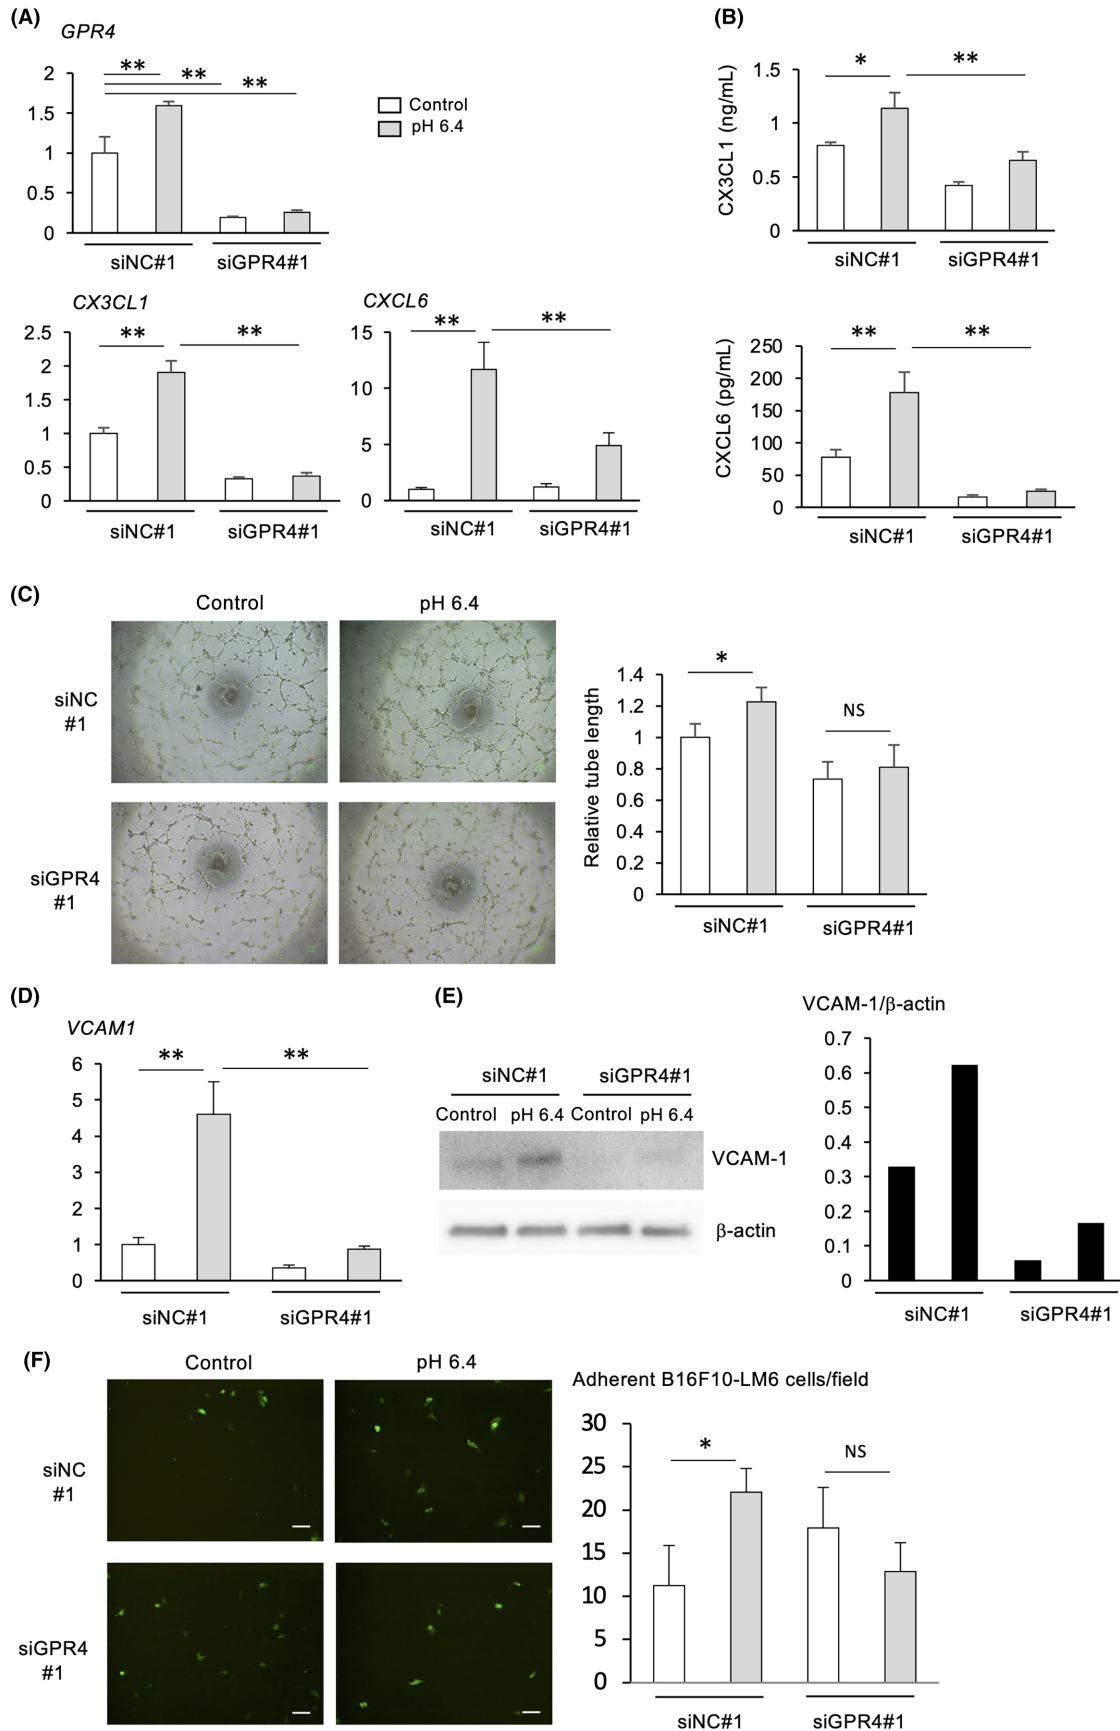 (A)
GPR4
** ** **
2
1.5
1
0.5
0
siNC#1 siGPR4#1
Control
pH 6.4
CX3CL1
** **
2.5
2
1.5
1
0.5
0
siNC#1 siGPR4#1
CXCL6
** **
15
10
5
0
siNC#1 siGPR4#1
(B)
* **
CX3CL1 (ng/mL)
1.5
1
0.5
0
siNC#1 siGPR4#1
** **
CXCL6 (pg/mL)
250
200
150
100
50
0
siNC#1 siGPR4#1
(C)
Control pH 6.4
siNC
#1
siGPR4
#1
Relative tube length
* NS
1.4
1.2
1
0.8
0.6
0.4
0.2
0
siNC#1 siGPR4#1
(D)
VCAM1
** **
6
5
4
3
2
1
0
siNC#1 siGPR4#1
(E)
siNC#1 siGPR4#1
Control pH 6.4 Control pH 6.4
VCAM-1
β-actin
VCAM-1/β-actin
0.7
0.6
0.5
0.4
0.3
0.2
0.1
0
siNC#1 siGPR4#1
(F)
Control pH 6.4
siNC
#1
siGPR4
#1
Adherent B16F10-LM6 cells/field
* NS
30
25
20
15
10
5
0
siNC#1 siGPR4#1